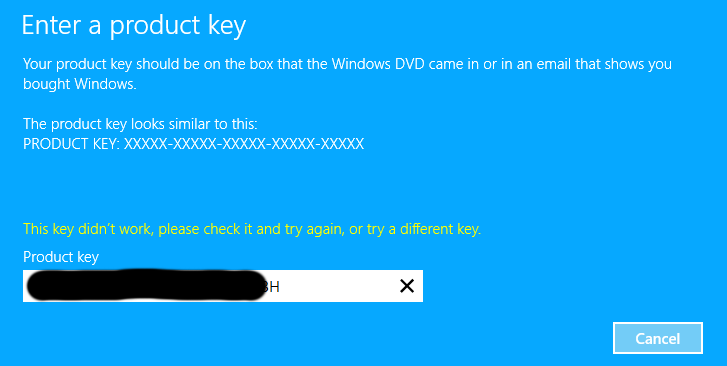 Enter a product key
Your product key should be on the box that the Windows DVD came in or in an email that shows you
bought Windows.
The product key looks similar to this:
PRODUCT KEY: XXXXX-XXXXX-XXXXX-XXXXX-XXXXX
This key didn't work, please check it and try again, or try a different key.
Product key
Cancel